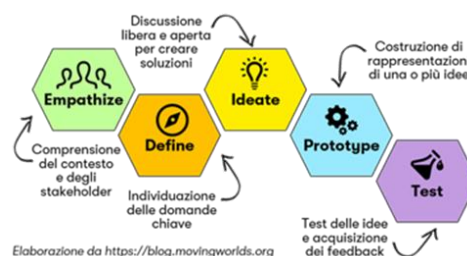 Discussione
libera e aperta
per creare
soluzioni
Costruzione di
rappresentazion
di una o più idee
Empathize
Ideate
Define
Prototype
Test
Comprensione
del contesto
e degli
stakeholder
Individuazione
delle domande
chiave
Test delle idee
e acquisizione
dei feedback
Elaborazione da https://blog.movingworlds.org